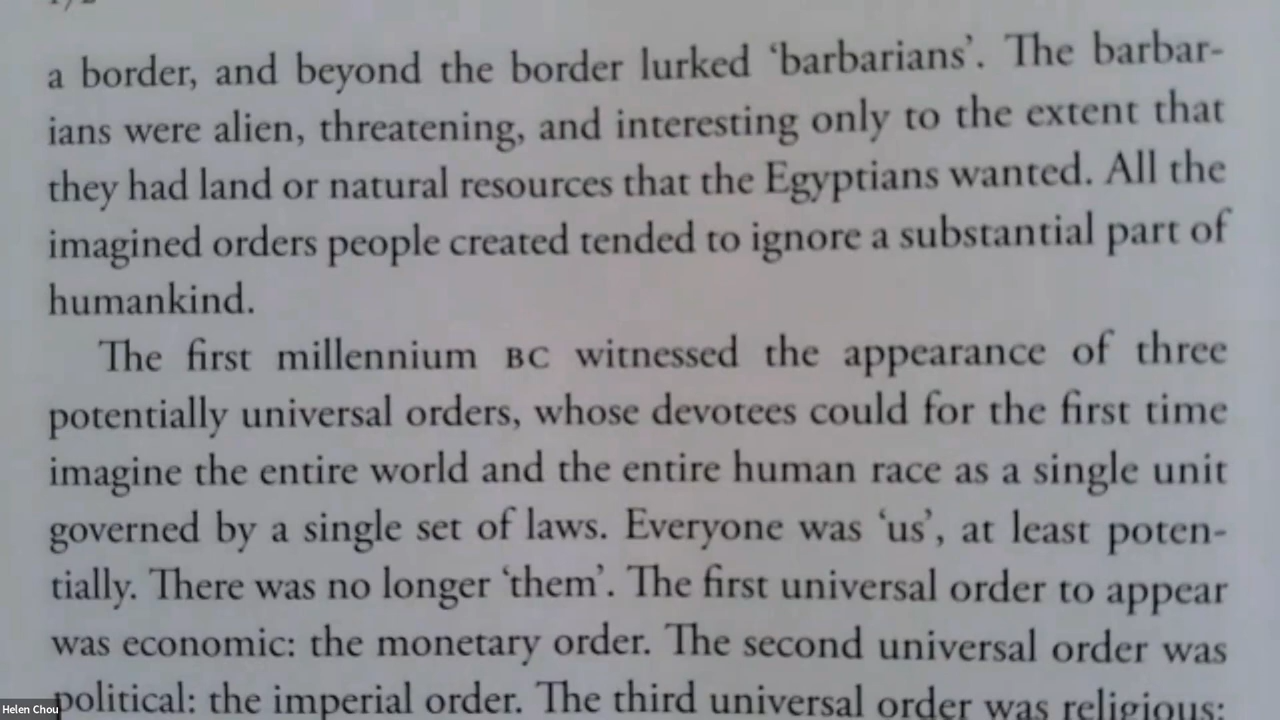 a border, and beyond the border lurked ‘barbarians’. The barbar-
ians were alien, threatening, and interesting only to the extent that
they had land or natural resources that the Egyptians wanted. All the
imagined orders people created tended to ignore a substantial part of
humankind.
The first millennium BC witnessed the appearance of three
potentially universal orders, whose devotees could for the first time
imagine the entire world and the entire human race as a single unit
governed by a single set of laws. Everyone was ‘us’, at least poten-
tially. There was no longer ‘them’. The first universal order to appear
was economic: the monetary order. The second universal order was
political: the imperial order. The third universal order was religious:
Helen Chou